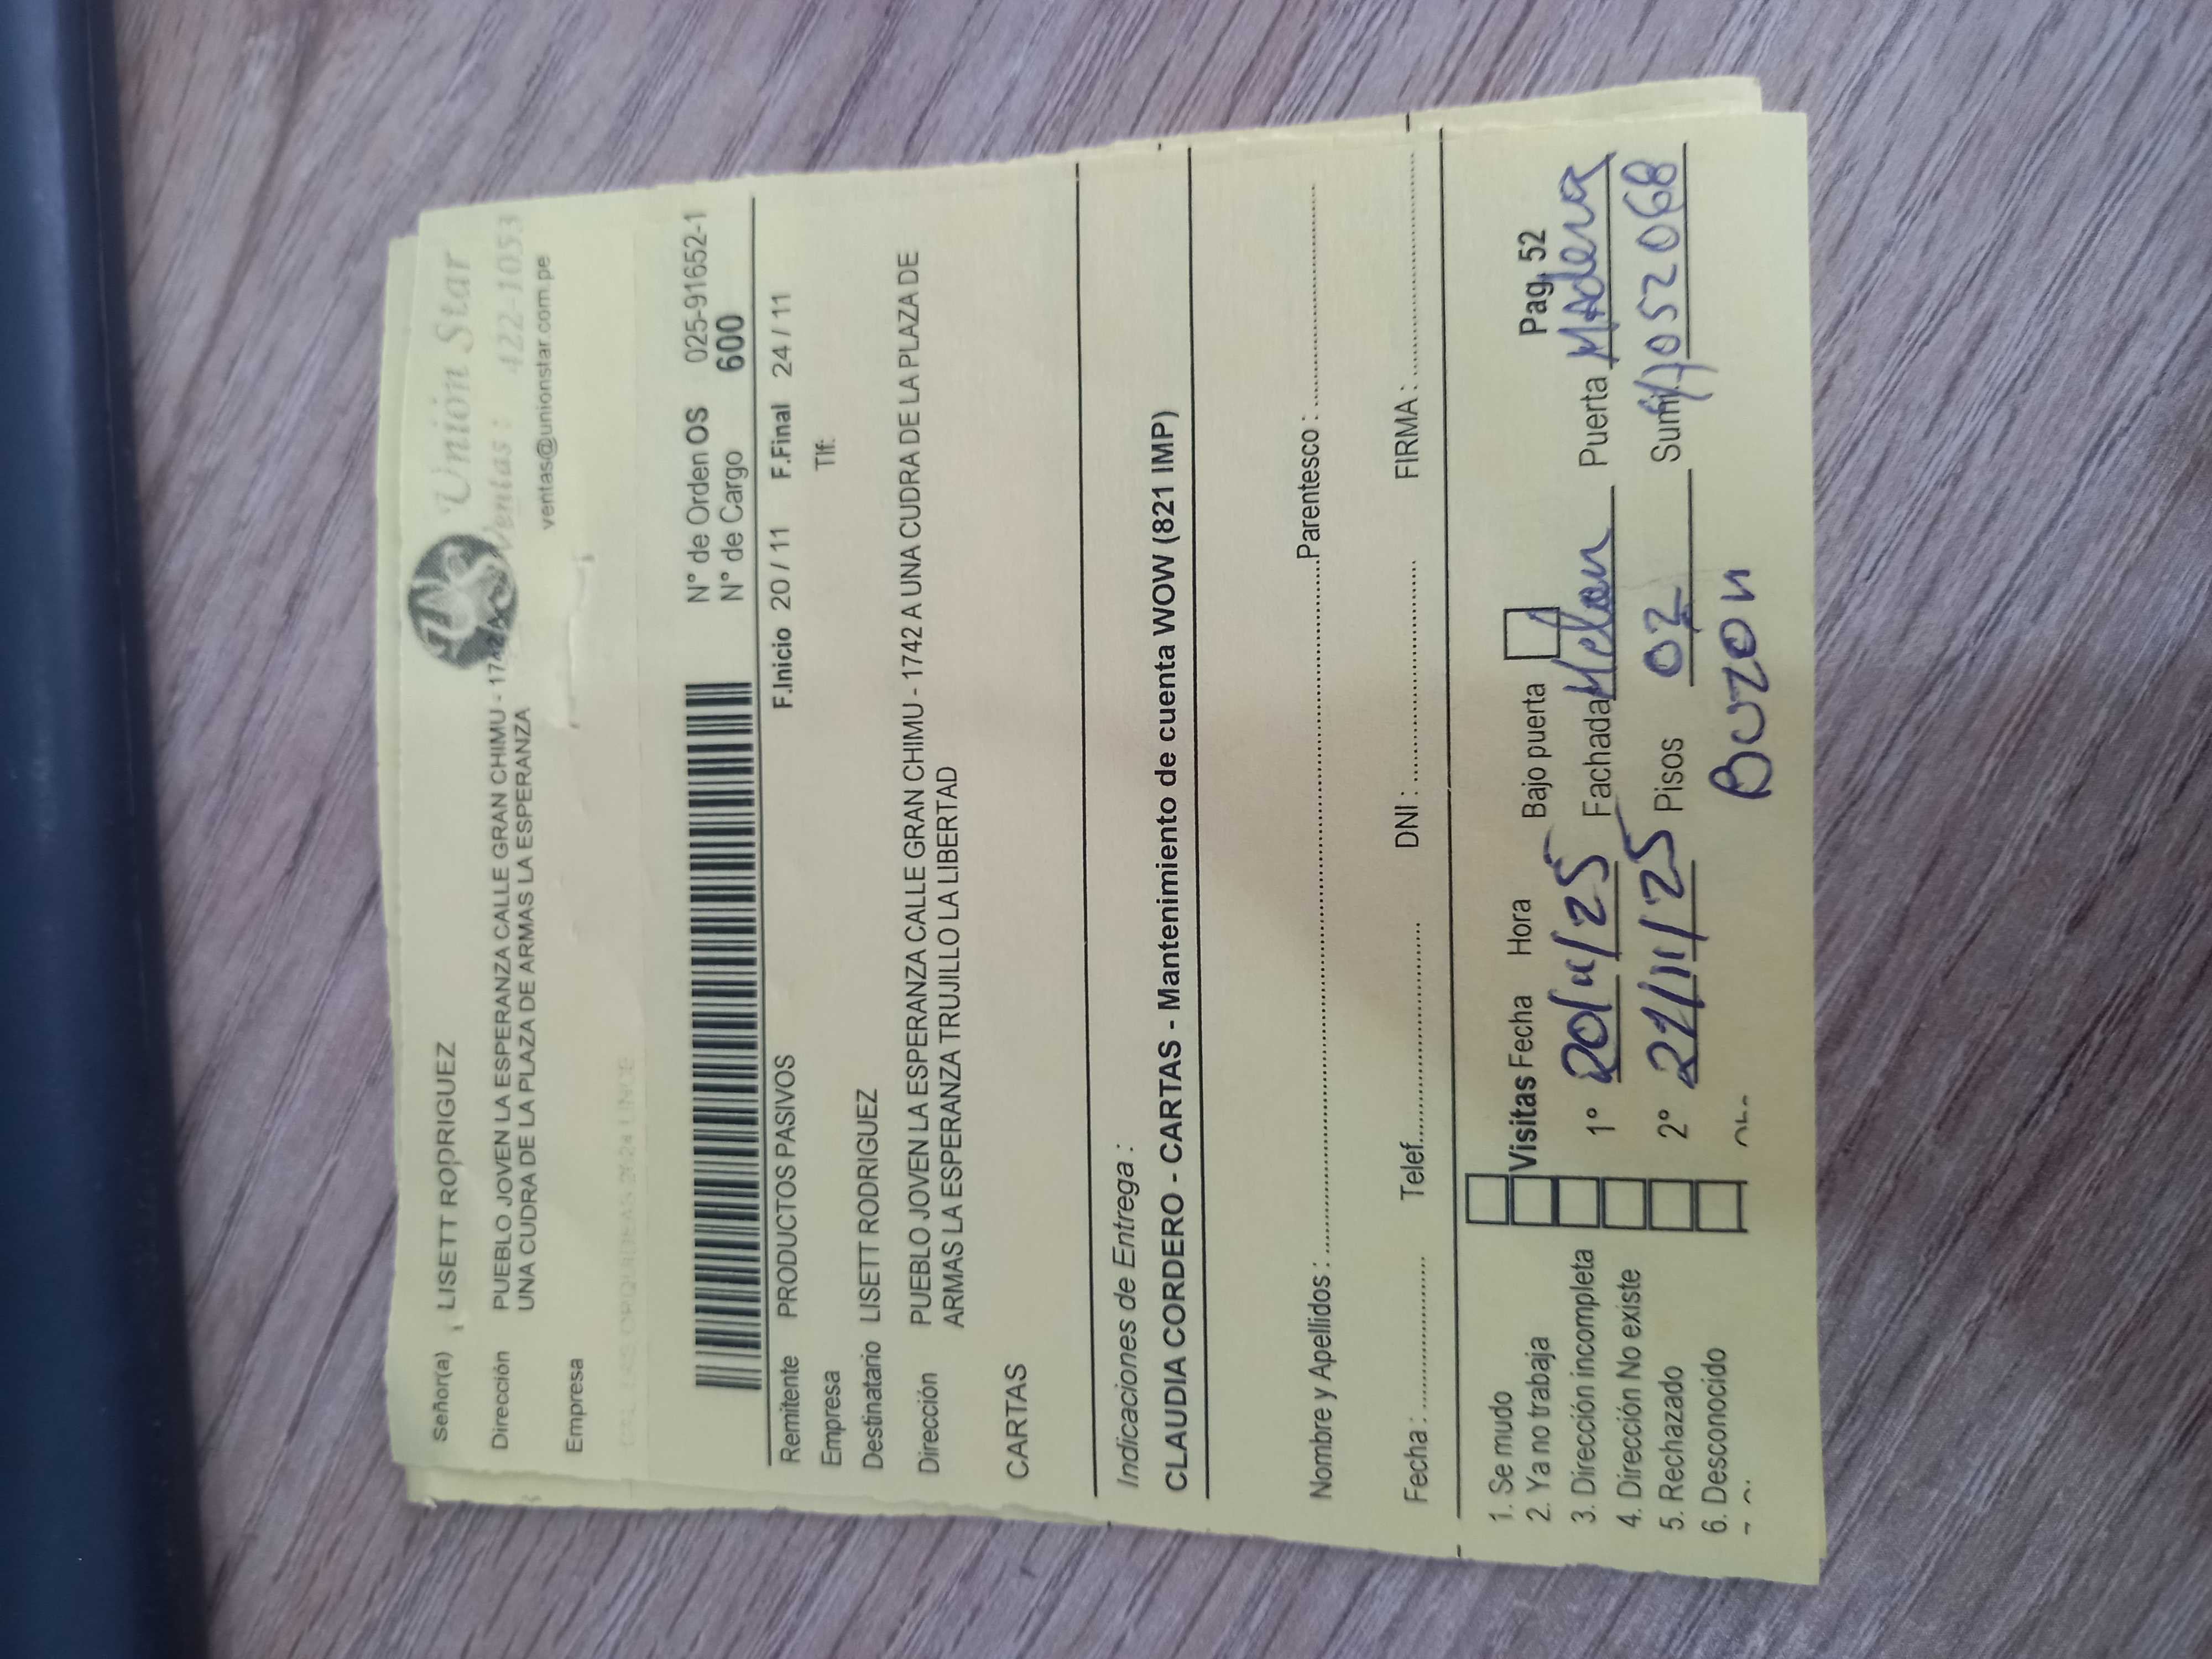 Unión Star
Ventas : 422-1053
ventas@unionstar.com.pe
Señor(a) LISETT ROPRIGUEZ
Dirección PUEBLO JOVEN LA ESPERANZA CALLE GRAN CHIMU - 1742 A
UNA CUDRA DE LA PLAZA DE ARMAS LA ESPERANZA
Empresa
N° de Orden OS 025-91652-1
N° de Cargo 600
Remitente PRODUCTOS PASIVOS F.Inicio 20 / 11 F.Final 24 / 11
Empresa Tlf:
Destinatario LISETT RODRIGUEZ
Dirección PUEBLO JOVEN LA ESPERANZA CALLE GRAN CHIMU - 1742 A UNA CUDRA DE LA PLAZA DE
ARMAS LA ESPERANZA TRUJILLO LA LIBERTAD
CARTAS
Indicaciones de Entrega :
CLAUDIA CORDERO - CARTAS - Mantenimiento de cuenta WOW (821 IMP)
Nombre y Apellidos : Parentesco :
Fecha : Telef. DNI : FIRMA :
1. Se mudo
2. Ya no trabaja Visitas Fecha Hora Bajo puerta Pag. 52
3. Dirección incompleta 1° 20/11/25 Fachada Melon Puerta MAdera
4. Dirección No existe
5. Rechazado 2° 21/11/25 Pisos 02 Sumi 1052068
6. Desconocido
Buzon